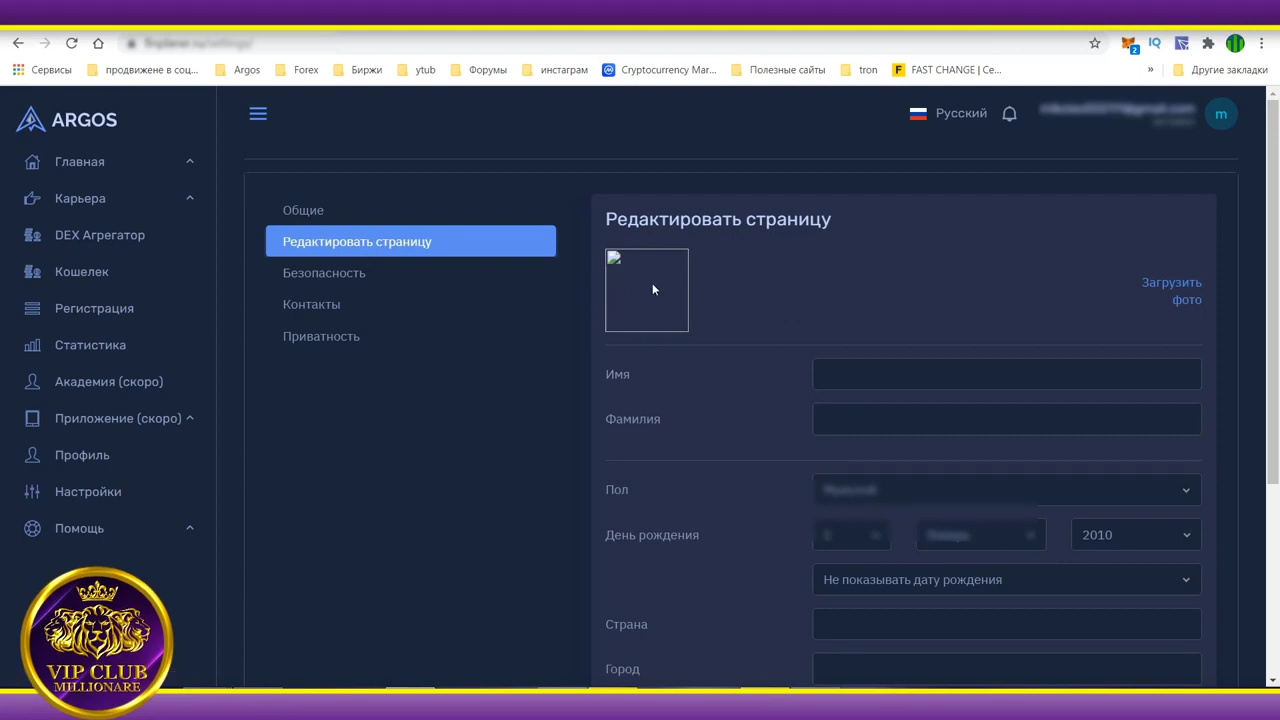 Сервисы
продвижене в соц...
Argos
Forex
Биржи
ytub
Форумы
инстаграм
Cryptocurrency Mar...
Полезные сайты
tron
FAST CHANGE | Се...
»
Другие закладки
2
IQ
ARGOS
Русский
m
Главная
Карьера
DEX Агрегатор
Кошелек
Регистрация
Статистика
Академия (скоро)
Приложение (скоро)
Профиль
Настройки
Помощь
Общие
Редактировать страницу
Безопасность
Контакты
Приватность
Редактировать страницу
Загрузить
фото
Имя
Фамилия
Пол
День рождения
2010
Не показывать дату рождения
Страна
Город
VIP CLUB
MILLIONARE